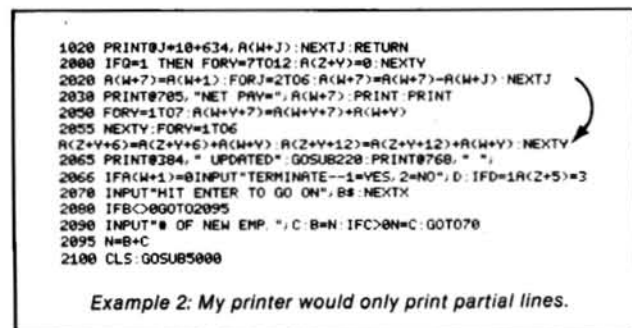 1020 PRINT@J*10+634,A(W+J):NEXTJ:RETURN
2000 IFQ=1 THEN FORY=7TO12:A(Z+Y)=0:NEXTY
2020 A(W+7)=A(W+1):FORJ=2TO6:A(W+7)=A(W+7)-A(W+J):NEXTJ
2030 PRINT@705,"NET PAY=";A(W+7):PRINT:PRINT
2050 FORY=1TO7:A(W+Y+7)=A(W+Y+7)+A(W+Y)
2055 NEXTY:FORY=1TO6
A(Z+Y+6)=A(Z+Y+6)+A(W+Y):A(Z+Y+12)=A(Z+Y+12)+A(W+Y):NEXTY
2065 PRINT@384," UPDATED":GOSUB220:PRINT@768," ";
2066 IFA(W+1)=0INPUT"TERMINATE--1=YES,2=NO";D:IFD=1A(Z+5)=3
2070 INPUT"HIT ENTER TO GO ON";B$:NEXTX
2080 IFB<>0GOTO2095
2090 INPUT"# OF NEW EMP. ";C:B=N:IFC>0N=C:GOTO70
2095 N=B+C
2100 CLS:GOSUB5000
Example 2: My printer would only print partial lines.